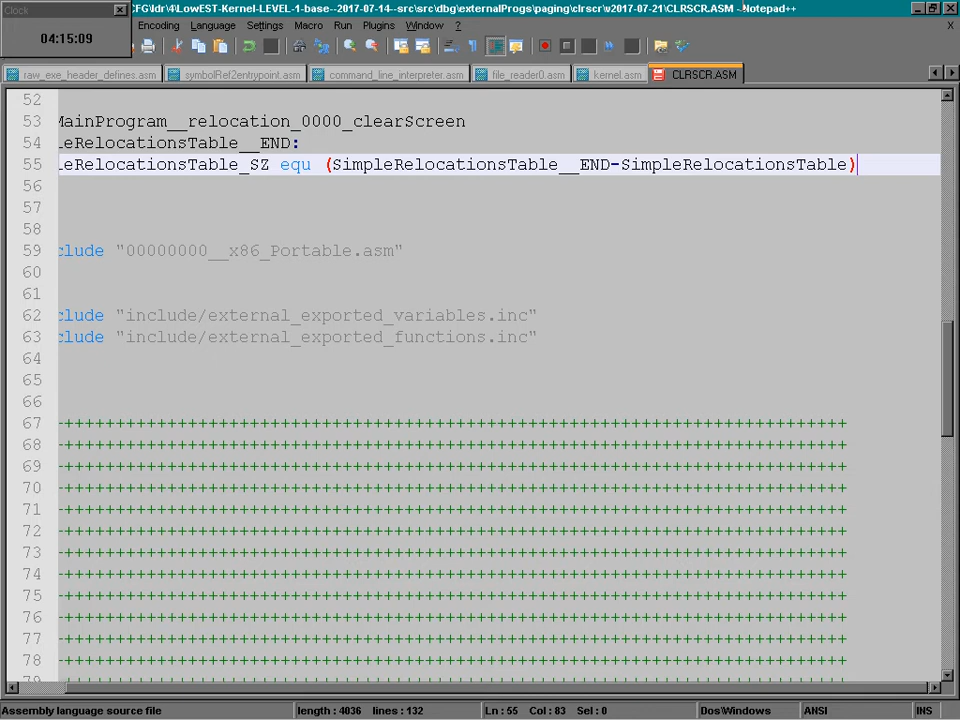 Clock
CFG\ldr\4\LowEST-Kernel-LEVEL-1-base--2017-07-14--src\src\dbg\externalProgs\paging\clrscr\v2017-07-21\CLRSCR.ASM - Notepad++
04:15:09
Encoding Language Settings Macro Run Plugins Window ? X
raw_exe_header_defines.asm symbolRef2entrypoint.asm command_line_interpreter.asm file_reader0.asm kernel.asm CLRSCR.ASM
52
53 MainProgram__relocation_0000_clearScreen
54 leRelocationsTable__END:
55 leRelocationsTable_SZ equ (SimpleRelocationsTable__END-SimpleRelocationsTable)
56
57
58
59 clude "00000000__x86_Portable.asm"
60
61
62 clude "include/external_exported_variables.inc"
63 clude "include/external_exported_functions.inc"
64
65
66
67 -+++++++++++++++++++++++++++++++++++++++++++++++++++++++++++++++++++++++++++
68 -+++++++++++++++++++++++++++++++++++++++++++++++++++++++++++++++++++++++++++
69 -+++++++++++++++++++++++++++++++++++++++++++++++++++++++++++++++++++++++++++
70 -+++++++++++++++++++++++++++++++++++++++++++++++++++++++++++++++++++++++++++
71 -+++++++++++++++++++++++++++++++++++++++++++++++++++++++++++++++++++++++++++
72 -+++++++++++++++++++++++++++++++++++++++++++++++++++++++++++++++++++++++++++
73 -+++++++++++++++++++++++++++++++++++++++++++++++++++++++++++++++++++++++++++
74 -+++++++++++++++++++++++++++++++++++++++++++++++++++++++++++++++++++++++++++
75 -+++++++++++++++++++++++++++++++++++++++++++++++++++++++++++++++++++++++++++
76 -+++++++++++++++++++++++++++++++++++++++++++++++++++++++++++++++++++++++++++
77 -+++++++++++++++++++++++++++++++++++++++++++++++++++++++++++++++++++++++++++
78 -+++++++++++++++++++++++++++++++++++++++++++++++++++++++++++++++++++++++++++
Assembly language source file length : 4036 lines : 132 Ln : 55 Col : 83 Sel : 0 Dos\Windows ANSI INS